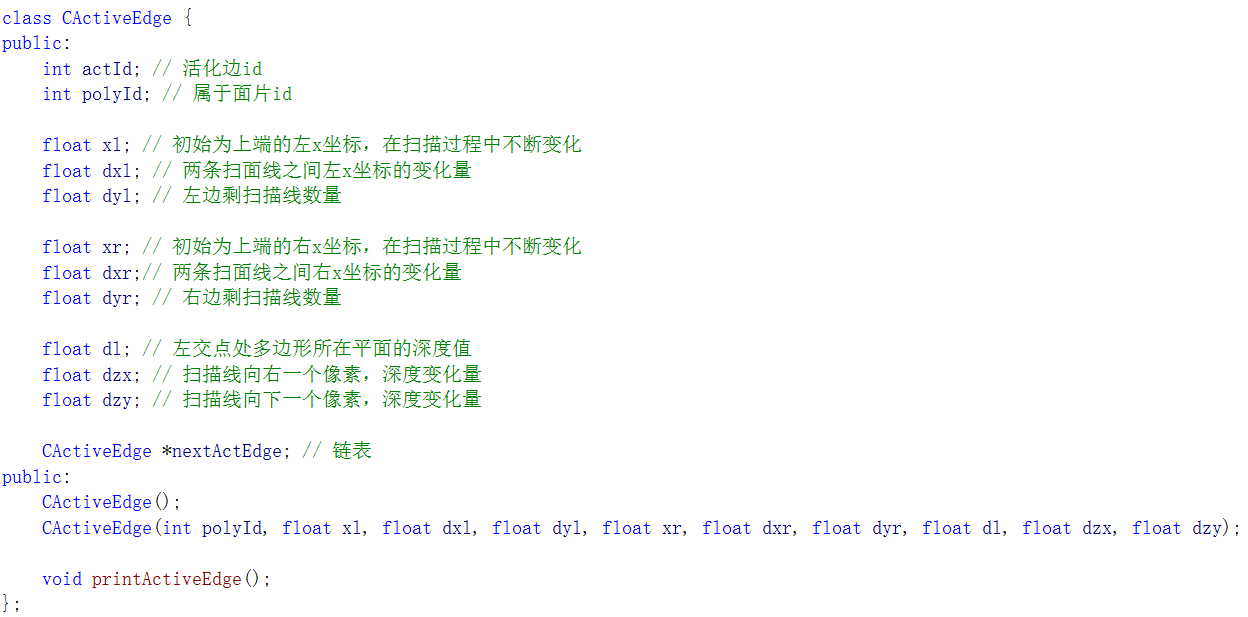 class CActiveEdge {
public:
    int actId; // 活化边id
    int polyId; // 属于面片id
    float xl; // 初始为上端的左x坐标，在扫描过程中不断变化
    float dxl; // 两条扫面线之间左x坐标的变化量
    float dyl; // 左边剩扫描线数量
    float xr; // 初始为上端的右x坐标，在扫描过程中不断变化
    float dxr;// 两条扫面线之间右x坐标的变化量
    float dyr; // 右边剩扫描线数量
    float dl; // 左交点处多边形所在平面的深度值
    float dzx; // 扫描线向右一个像素，深度变化量
    float dzy; // 扫描线向下一个像素，深度变化量
    CActiveEdge *nextActEdge; // 链表
public:
    CActiveEdge();
    CActiveEdge(int polyId, float xl, float dxl, float dyl, float xr, float dxr, float dyr, float dl, float dzx, float dzy);
    void printActiveEdge();
};